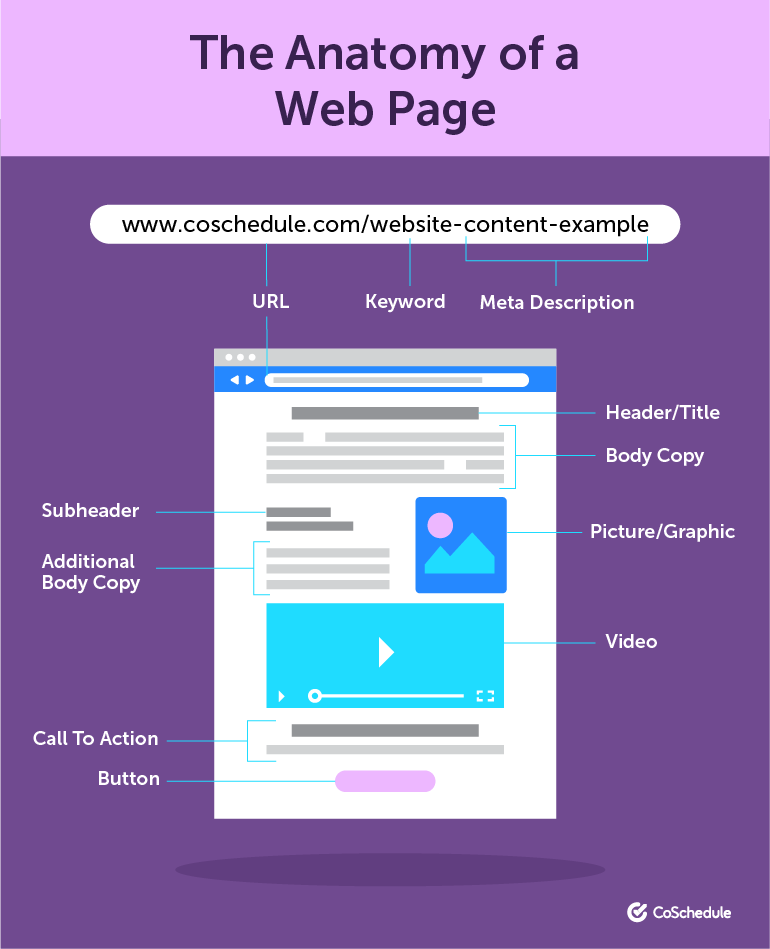 The Anatomy of a
Web Page
www.coschedule.com/website-content-example
URL
Keyword
Meta Description
Header/Title
Body Copy
Subheader
Picture/Graphic
Additional
Body Copy
Video
Call To Action
Button
CoSchedule